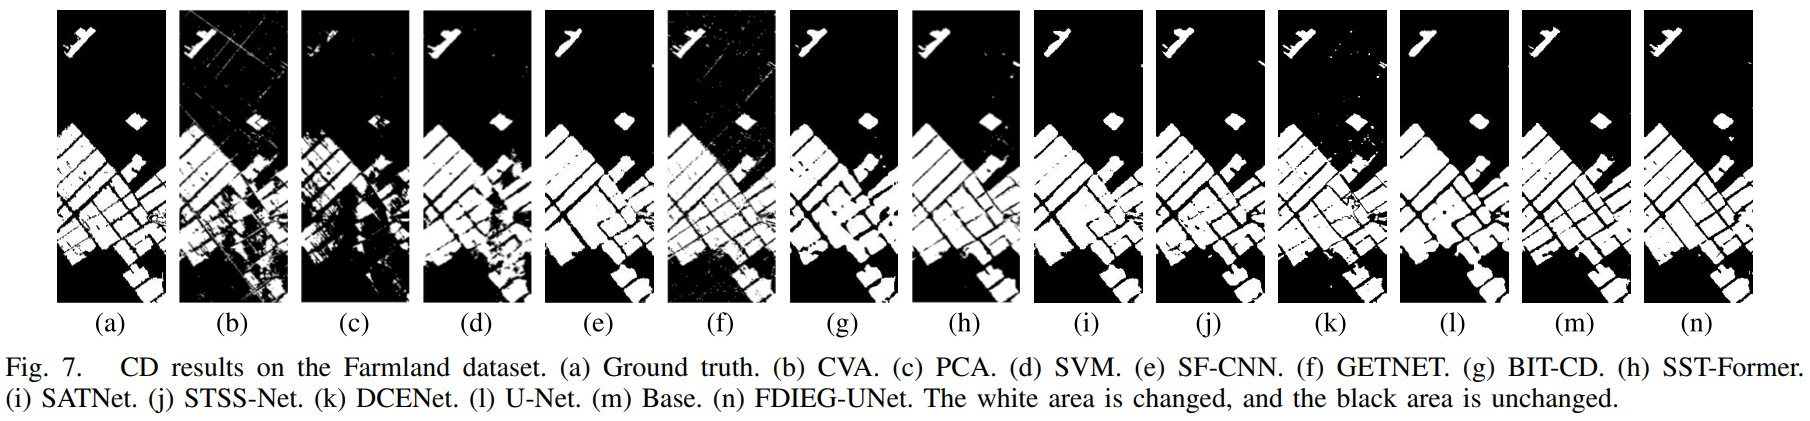 (a) (b) (c) (d) (e) (f) (g) (h) (i) (j) (k) (l) (m) (n)
Fig. 7. CD results on the Farmland dataset. (a) Ground truth. (b) CVA. (c) PCA. (d) SVM. (e) SF-CNN. (f) GETNET. (g) BIT-CD. (h) SST-Former.
(i) SATNet. (j) STSS-Net. (k) DCENet. (l) U-Net. (m) Base. (n) FDIEG-UNet. The white area is changed, and the black area is unchanged.